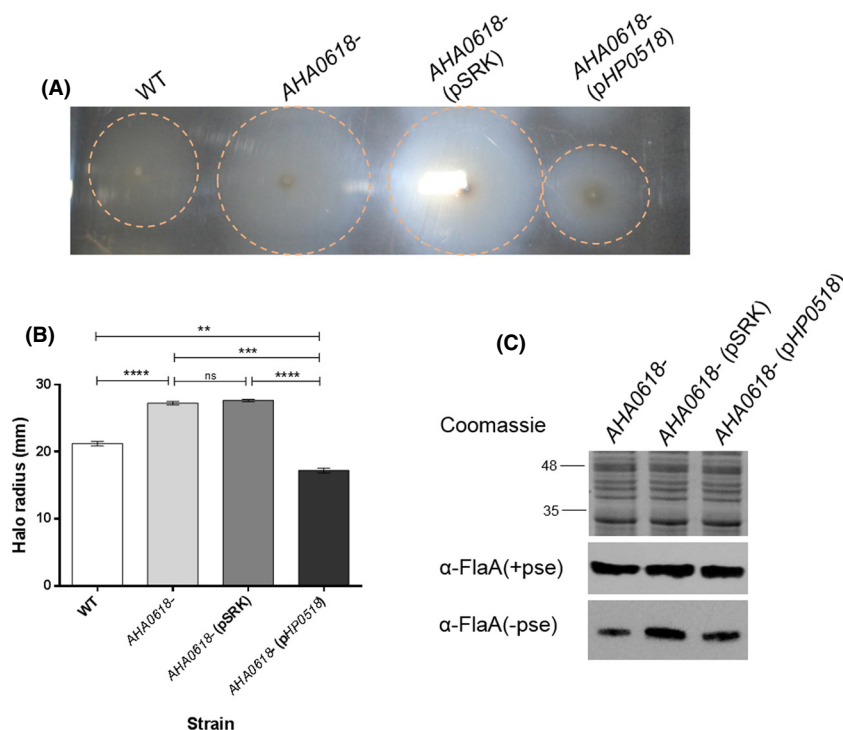 (A)
WT
AHA0618-
AHA0618-
(pSRK)
AHA0618-
(pHP0518)
(B)
**
***
****
ns
****
Halo radius (mm)
30
20
10
0
WT
AHA0618-
AHA0618- (pSRK)
AHA0618- (pHP0518)
Strain
(C)
AHA0618-
AHA0618- (pSRK)
AHA0618- (pHP0518)
Coomassie
48
35
α-FlaA(+pse)
α-FlaA(-pse)